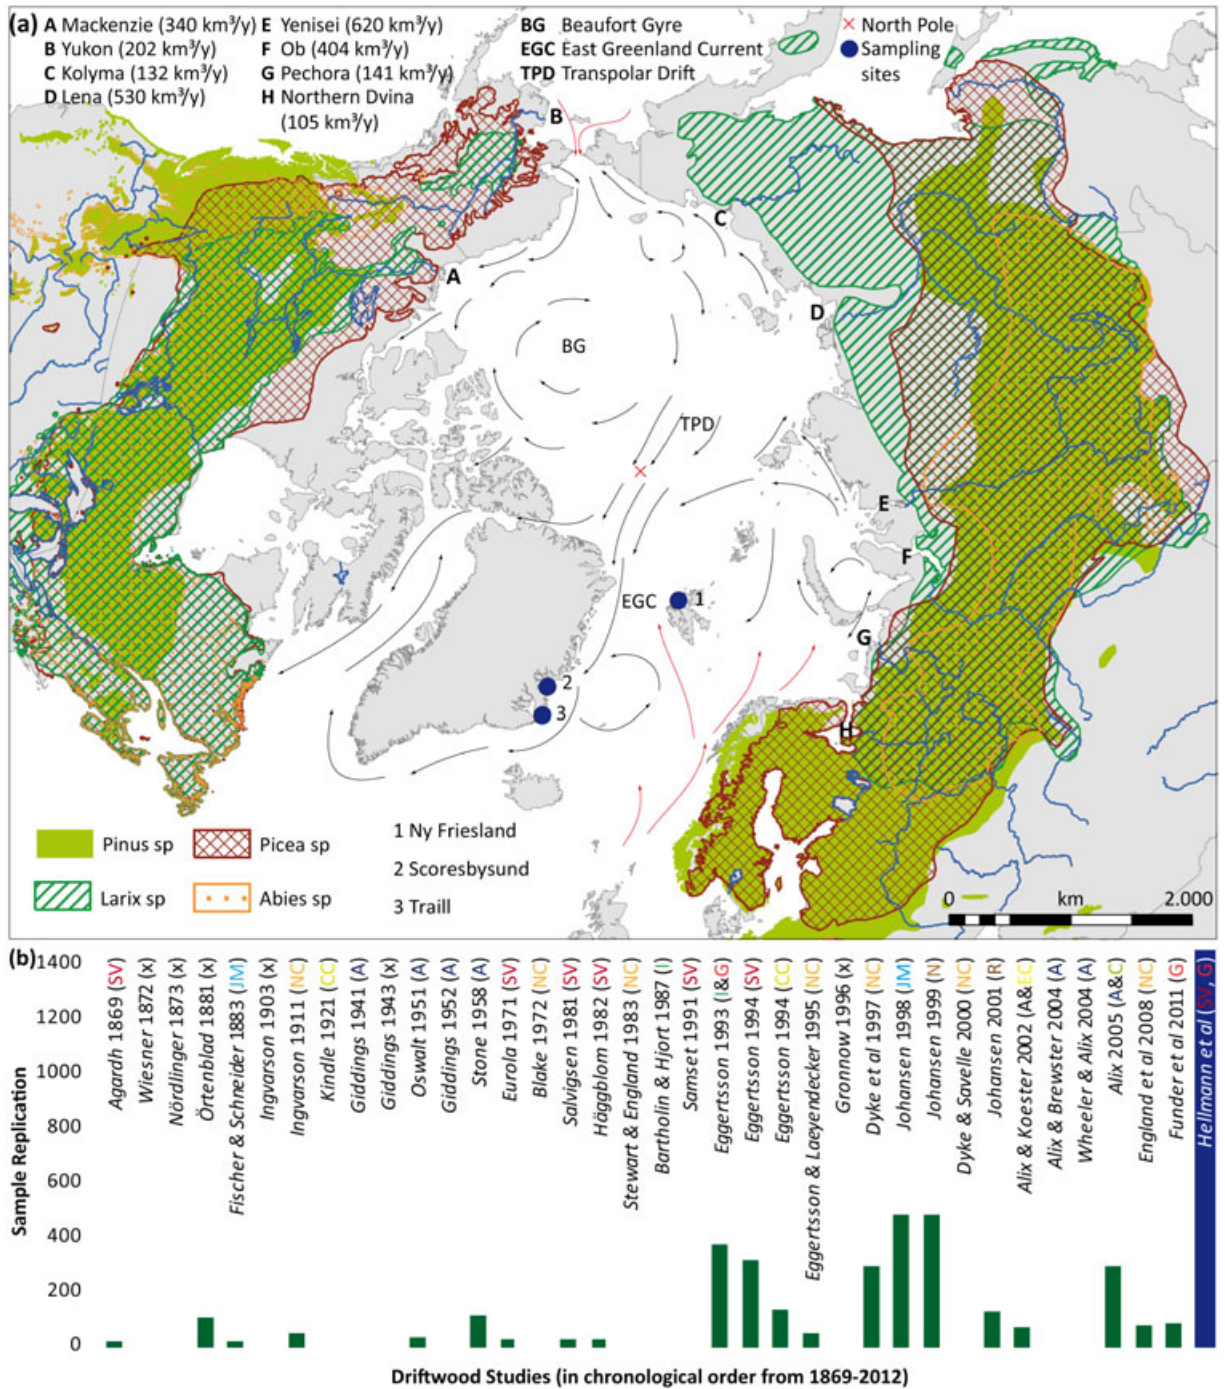 (a) A Mackenzie (340 km³/y)
B Yukon (202 km³/y)
C Kolyma (132 km³/y)
D Lena (530 km³/y)
E Yenisei (620 km³/y)
F Ob (404 km³/y)
G Pechora (141 km³/y)
H Northern Dvina
(105 km³/y)
BG Beaufort Gyre
EGC East Greenland Current
TPD Transpolar Drift
North Pole
Sampling
sites
B
C
A
D
BG
TPD
E
F
EGC
1
G
2
3
H
Pinus sp
Picea sp
Larix sp
Abies sp
1 Ny Friesland
2 Scoresbysund
3 Traill
0 km 2.000
(b)
1400
1200
1000
800
600
400
200
0
Sample Replication
Agardh 1869 (SV)
Wiesner 1872 (x)
Nördlinger 1873 (x)
Örtenblad 1881 (x)
Fischer & Schneider 1883 (JM)
Ingvarson 1903 (x)
Ingvarson 1911 (NC)
Kindle 1921 (CC)
Giddings 1941 (A)
Giddings 1943 (x)
Oswalt 1951 (A)
Giddings 1952 (A)
Stone 1958 (A)
Eurola 1971 (SV)
Blake 1972 (NC)
Salvigsen 1981 (SV)
Häggblom 1982 (SV)
Stewart & England 1983 (NC)
Bartholin & Hjort 1987 (I)
Samset 1991 (SV)
Eggertsson 1993 (I&G)
Eggertsson 1994 (SV)
Eggertsson 1994 (CC)
Eggertsson & Laeyendecker 1995 (NC)
Gronnow 1996 (x)
Dyke et al 1997 (NC)
Johansen 1998 (JM)
Johansen 1999 (N)
Dyke & Savelle 2000 (NC)
Johansen 2001 (R)
Alix & Koester 2002 (A&EC)
Alix & Brewster 2004 (A)
Wheeler & Alix 2004 (A)
Alix 2005 (A&C)
England et al 2008 (NC)
Funder et al 2011 (G)
Hellmann et al (SV, G)
Driftwood Studies (in chronological order from 1869-2012)